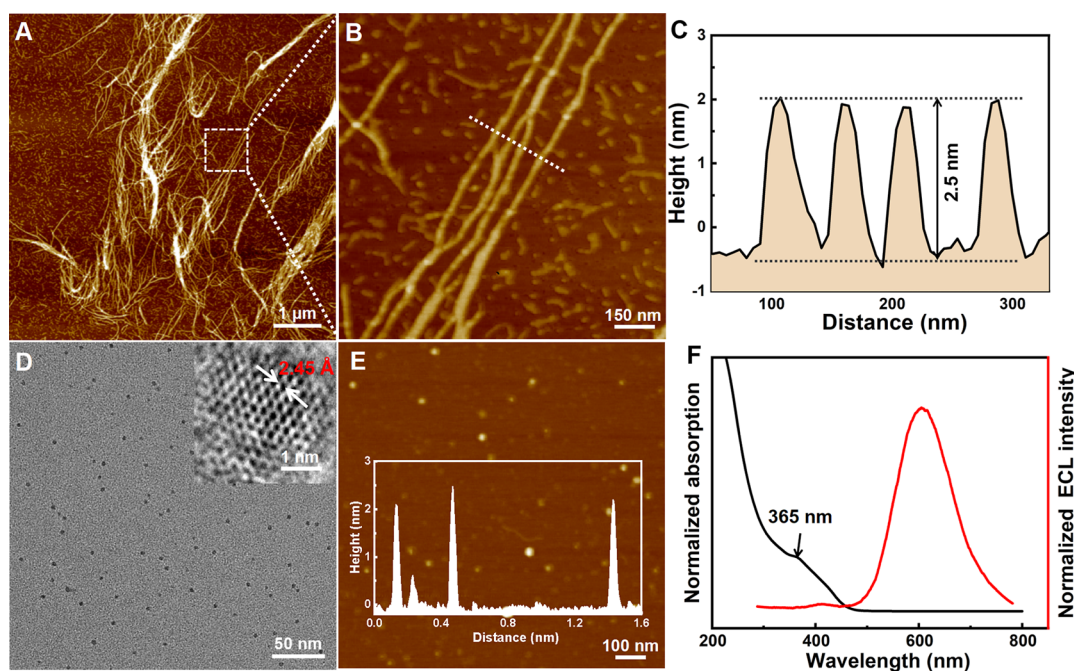 A
1 µm
B
150 nm
C
Height (nm)
3
2
1
0
-1
2.5 nm
100
200
300
Distance (nm)
D
2.45 Å
1 nm
50 nm
E
Height (nm)
3
2
1
0
0.0
0.4
0.8
1.2
1.6
Distance (nm)
100 nm
F
Normalized absorption
365 nm
Normalized ECL intensity
200
400
600
800
Wavelength (nm)